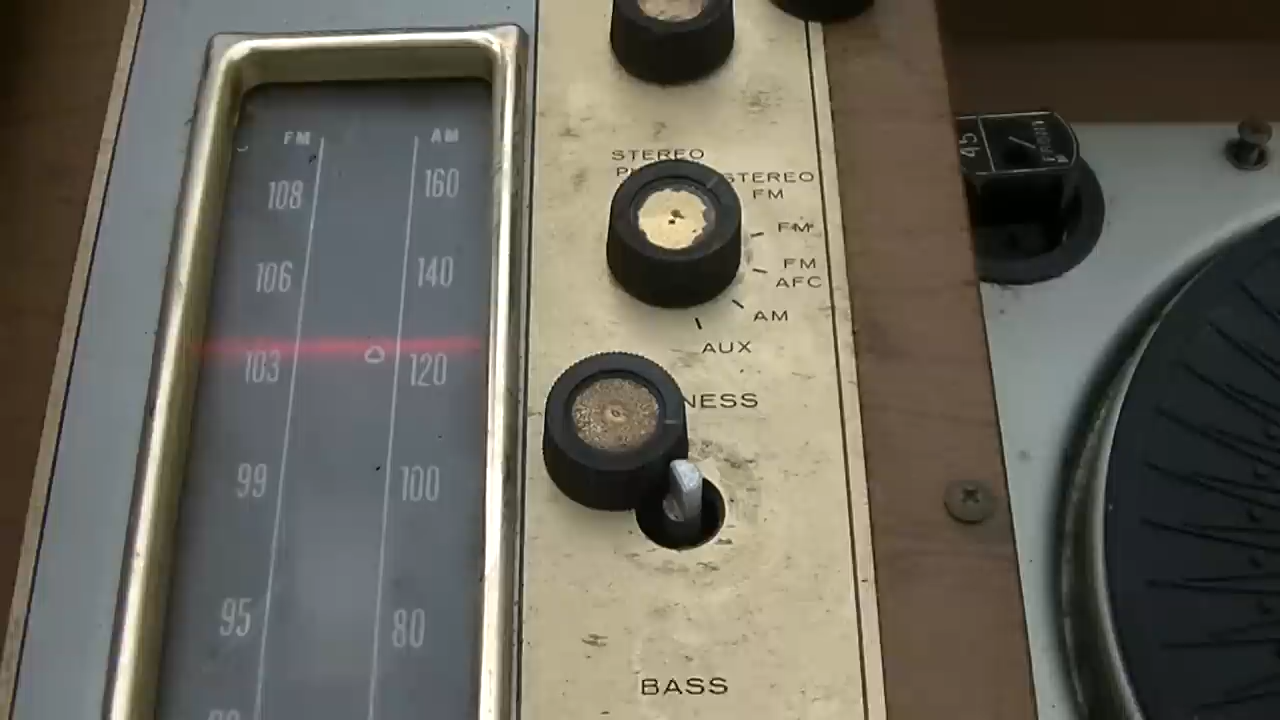 FM AM
108 160
106 140
103 120
99 100
95 80
STEREO
STEREO
FM
FM
FM
AFC
AM
AUX
NESS
BASS
45